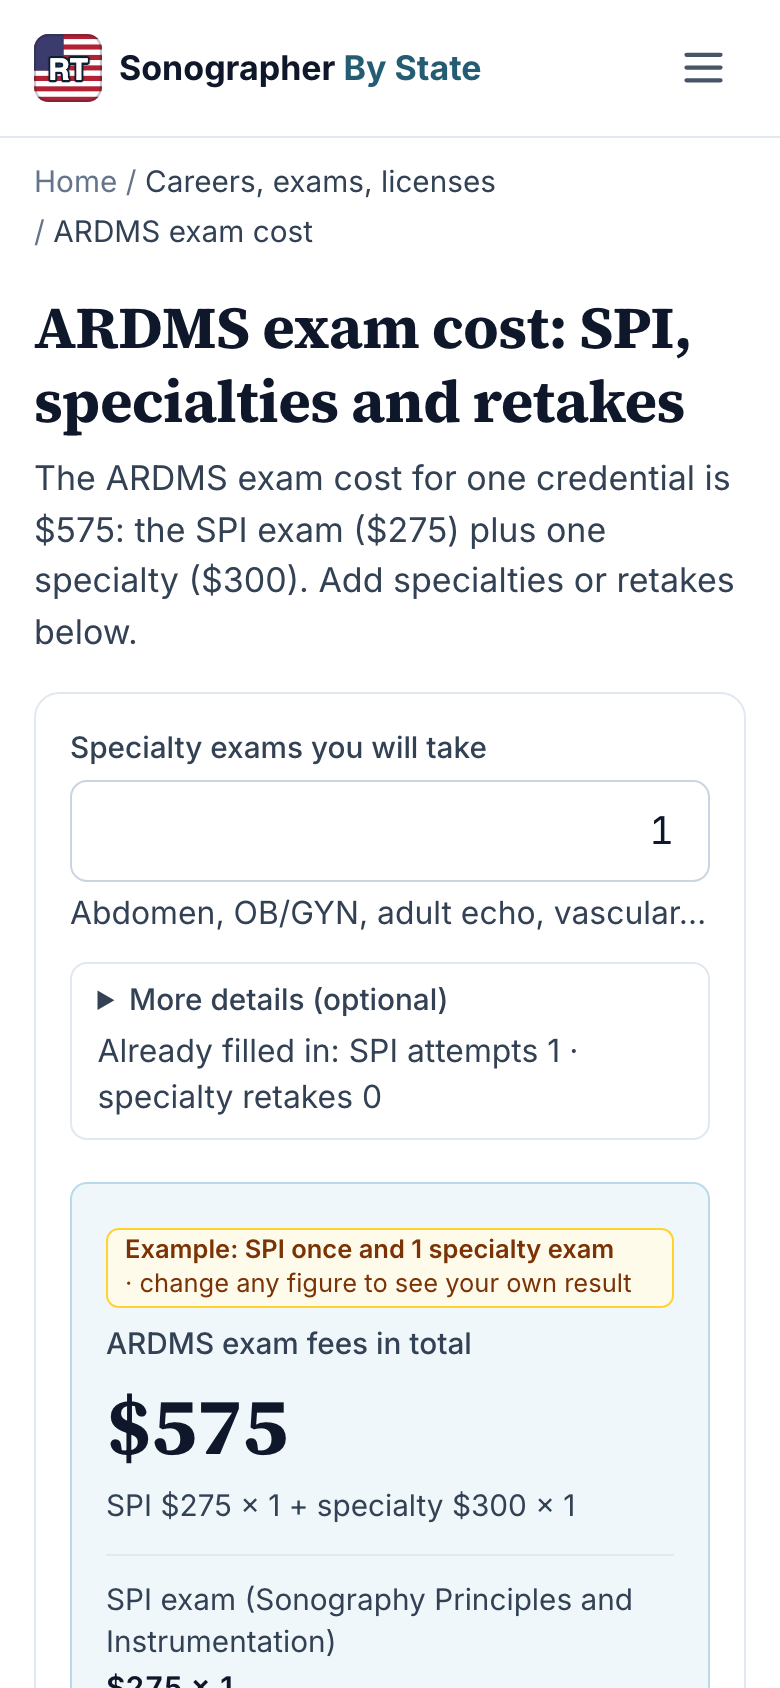 RT
Sonographer By State
Home / Careers, exams, licenses
/ ARDMS exam cost
ARDMS exam cost: SPI,
specialties and retakes
The ARDMS exam cost for one credential is
$575: the SPI exam ($275) plus one
specialty ($300). Add specialties or retakes
below.
Specialty exams you will take
1
Abdomen, OB/GYN, adult echo, vascular...
▶ More details (optional)
Already filled in: SPI attempts 1 ·
specialty retakes 0
Example: SPI once and 1 specialty exam
· change any figure to see your own result
ARDMS exam fees in total
$575
SPI $275 × 1 + specialty $300 × 1
SPI exam (Sonography Principles and
Instrumentation)
$275 × 1